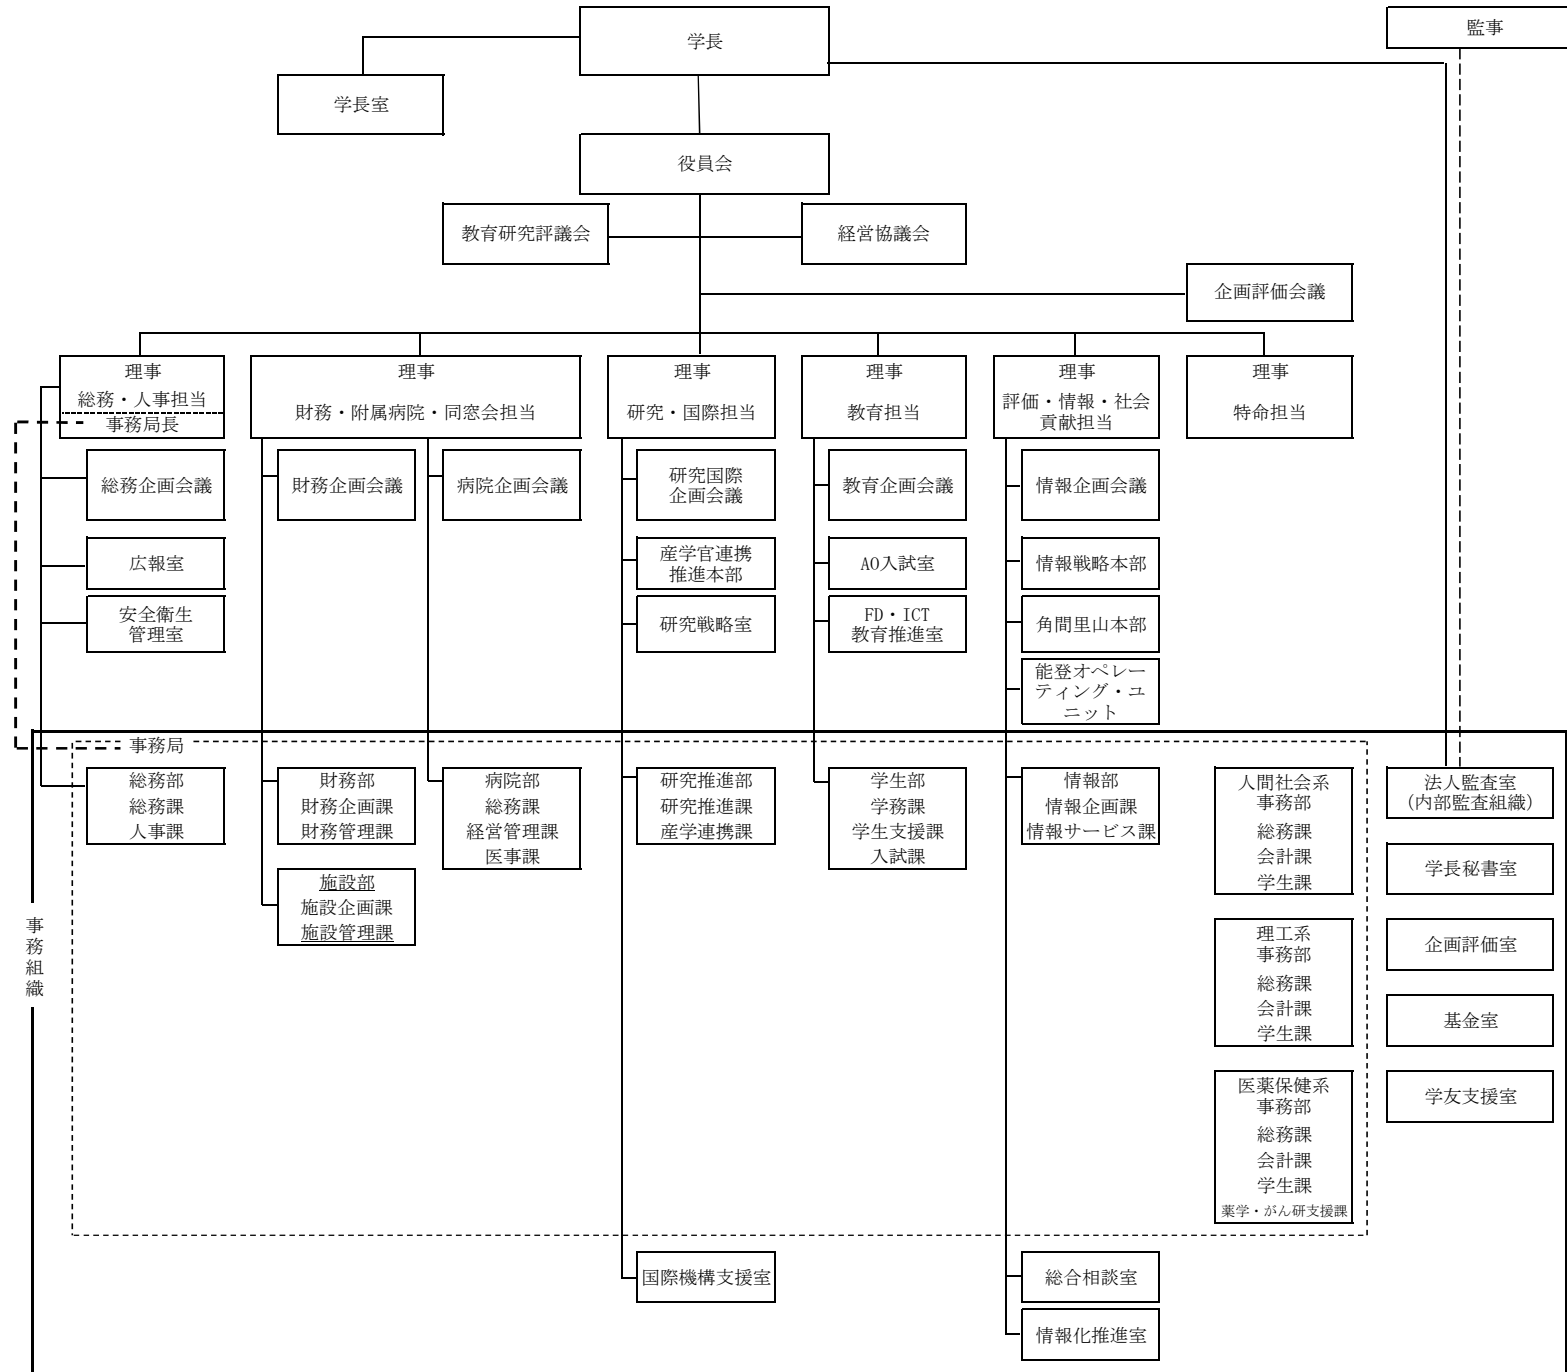 学長
監事
学長室
役員会
教育研究評議会
経営協議会
企画評価会議
理事
総務・人事担当
事務局長
理事
財務・附属病院・同窓会担当
理事
研究・国際担当
理事
教育担当
理事
評価・情報・社会
貢献担当
理事
特命担当
総務企画会議
財務企画会議
病院企画会議
研究国際
企画会議
教育企画会議
情報企画会議
広報室
産学官連携
推進本部
AO入試室
情報戦略本部
安全衛生
管理室
研究戦略室
FD・ICT
教育推進室
角間里山本部
能登オペレー
ティング・ユ
ニット
事務局
総務部
総務課
人事課
財務部
財務企画課
財務管理課
病院部
総務課
経営管理課
医事課
研究推進部
研究推進課
産学連携課
学生部
学務課
学生支援課
入試課
情報部
情報企画課
情報サービス課
人間社会系
事務部
総務課
会計課
学生課
法人監査室
(内部監査組織)
施設部
施設企画課
施設管理課
学長秘書室
事務組織
理工系
事務部
総務課
会計課
学生課
企画評価室
基金室
医薬保健系
事務部
総務課
会計課
学生課
薬学・がん研支援課
学友支援室
国際機構支援室
総合相談室
情報化推進室